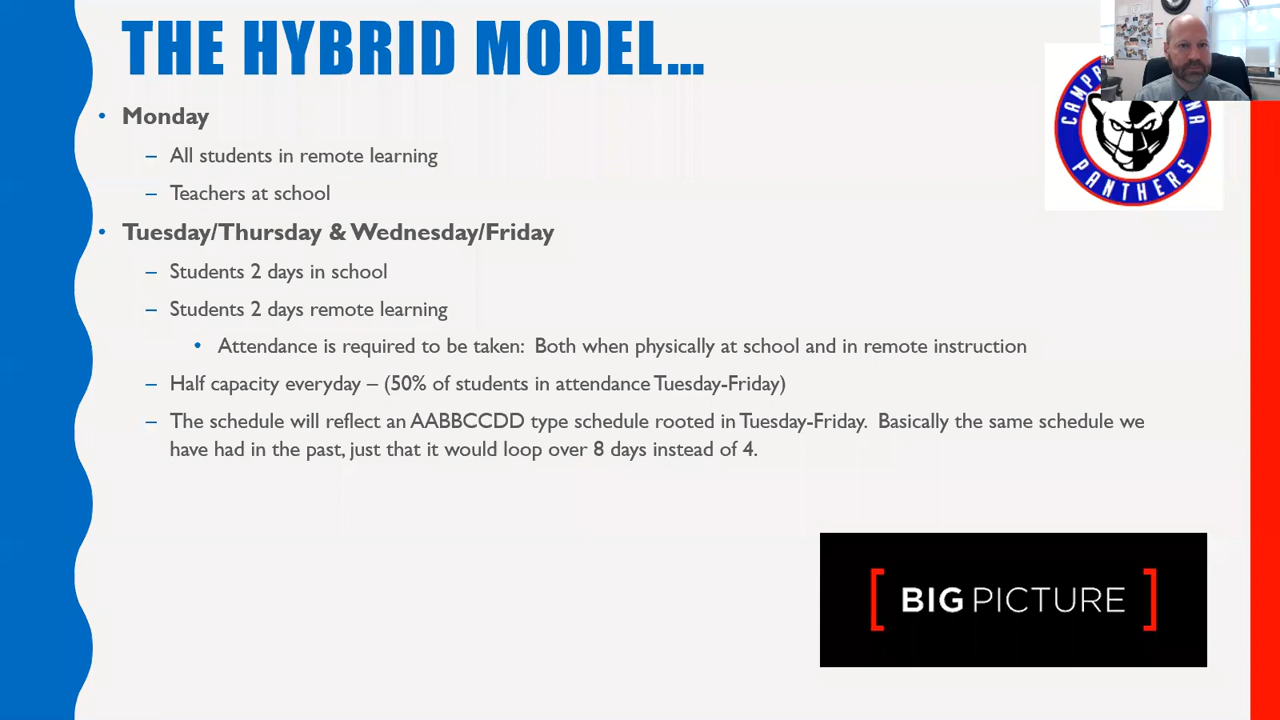 THE HYBRID MODEL...
• Monday
– All students in remote learning
– Teachers at school
• Tuesday/Thursday & Wednesday/Friday
– Students 2 days in school
– Students 2 days remote learning
• Attendance is required to be taken:  Both when physically at school and in remote instruction
– Half capacity everyday – (50% of students in attendance Tuesday-Friday)
– The schedule will reflect an AABBCCDD type schedule rooted in Tuesday-Friday.  Basically the same schedule we
have had in the past, just that it would loop over 8 days instead of 4.
PANTHERS
[ BIG PICTURE ]